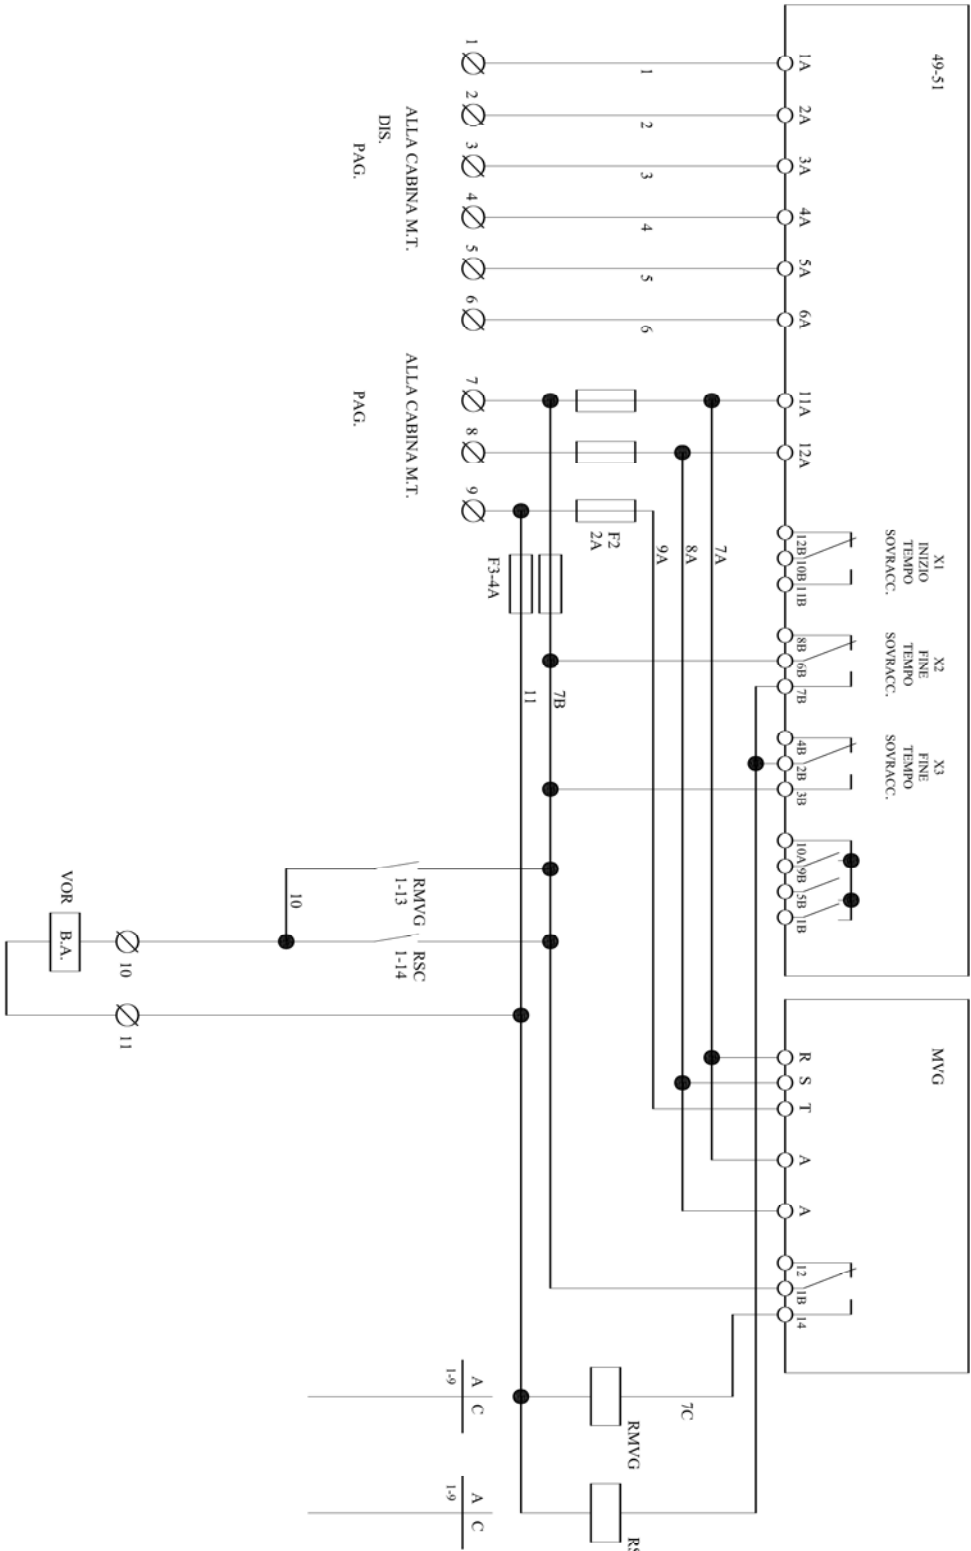 49-51
1A
2A
3A
4A
5A
6A
11A
12A
12B
10B
11B
8B
6B
7B
4B
2B
3B
10A
9B
5B
1B
X1
INIZIO
TEMPO
SOVRACC.
X2
FINE
TEMPO
SOVRACC.
X3
FINE
TEMPO
SOVRACC.
MVG
R
S
T
A
A
12
1B
14
1
2
3
4
5
6
7A
8A
9A
F2
2A
F3-4A
7B
11
7C
RMVG
1
2
3
4
5
6
7
8
9
ALLA CABINA M.T.
DIS.
PAG.
ALLA CABINA M.T.
PAG.
RMVG
1-13
RSC
1-14
10
10
11
VOR
B.A.
A
C
1-9
A
C
1-9